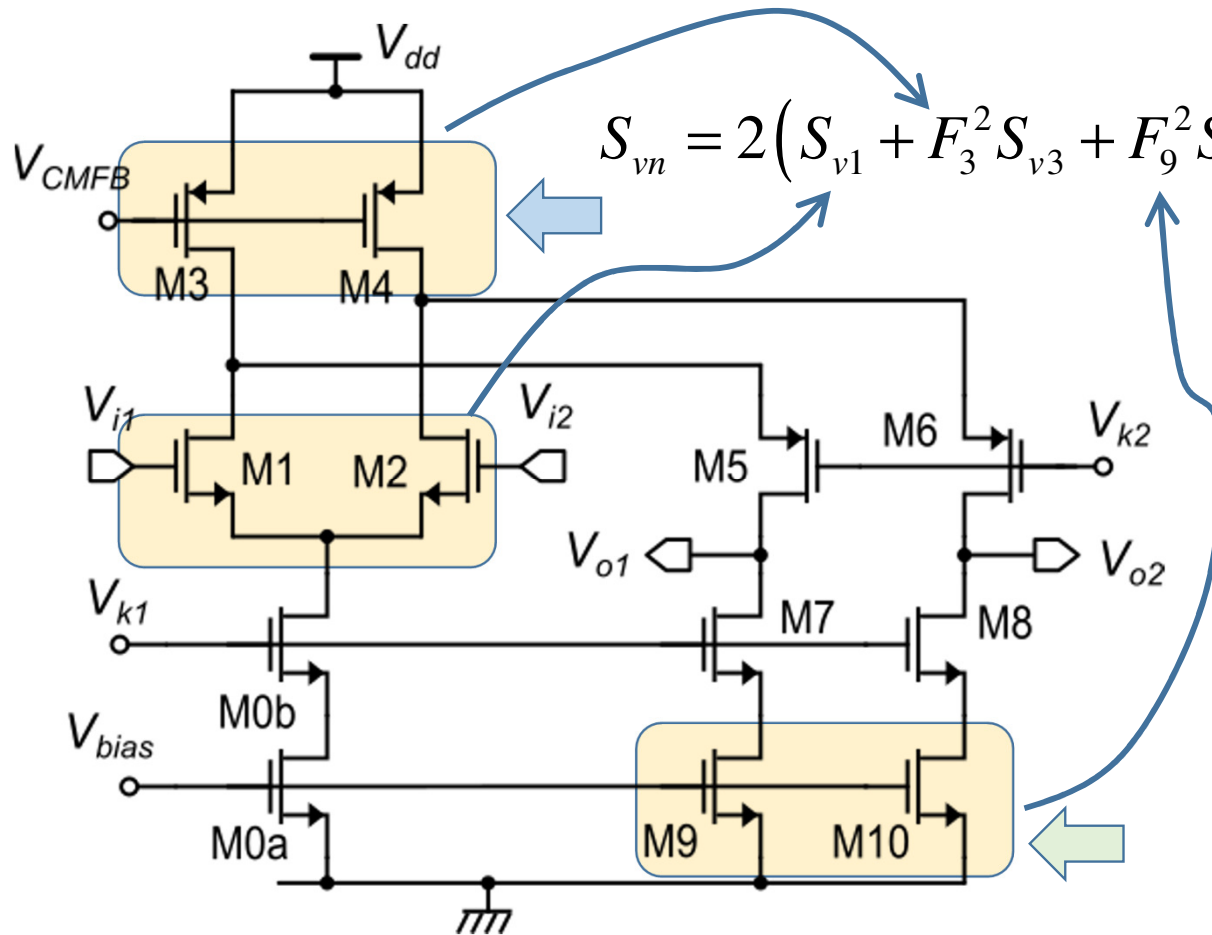 V_dd
S_vn = 2(S_v1 + F_3^2 S_v3 + F_9^2 S
V_CMFB
M3 M4
V_i1 V_i2
M1 M2
M5 M6 V_k2
V_o1 V_o2
V_k1
M0b M7 M8
V_bias
M0a M9 M10